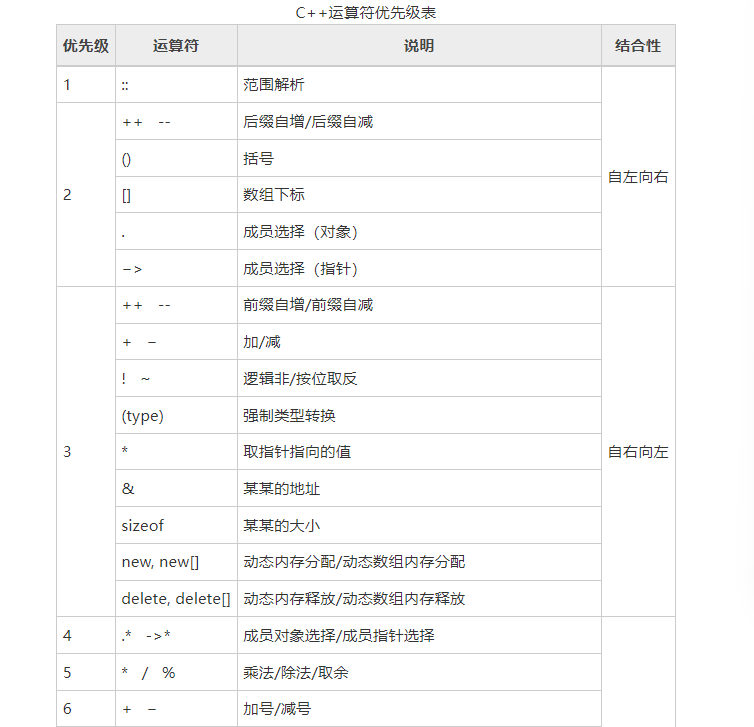 C++运算符优先级表
优先级 运算符 说明 结合性
1 :: 范围解析
++ -- 后缀自增/后缀自减
() 括号
自左向右
2 [] 数组下标
. 成员选择（对象）
−> 成员选择（指针）
++ -- 前缀自增/前缀自减
+ − 加/减
! ~ 逻辑非/按位取反
(type) 强制类型转换
3 * 取指针指向的值 自右向左
& 某某的地址
sizeof 某某的大小
new, new[] 动态内存分配/动态数组内存分配
delete, delete[] 动态内存释放/动态数组内存释放
4 .* ->* 成员对象选择/成员指针选择
5 * / % 乘法/除法/取余
6 + − 加号/减号